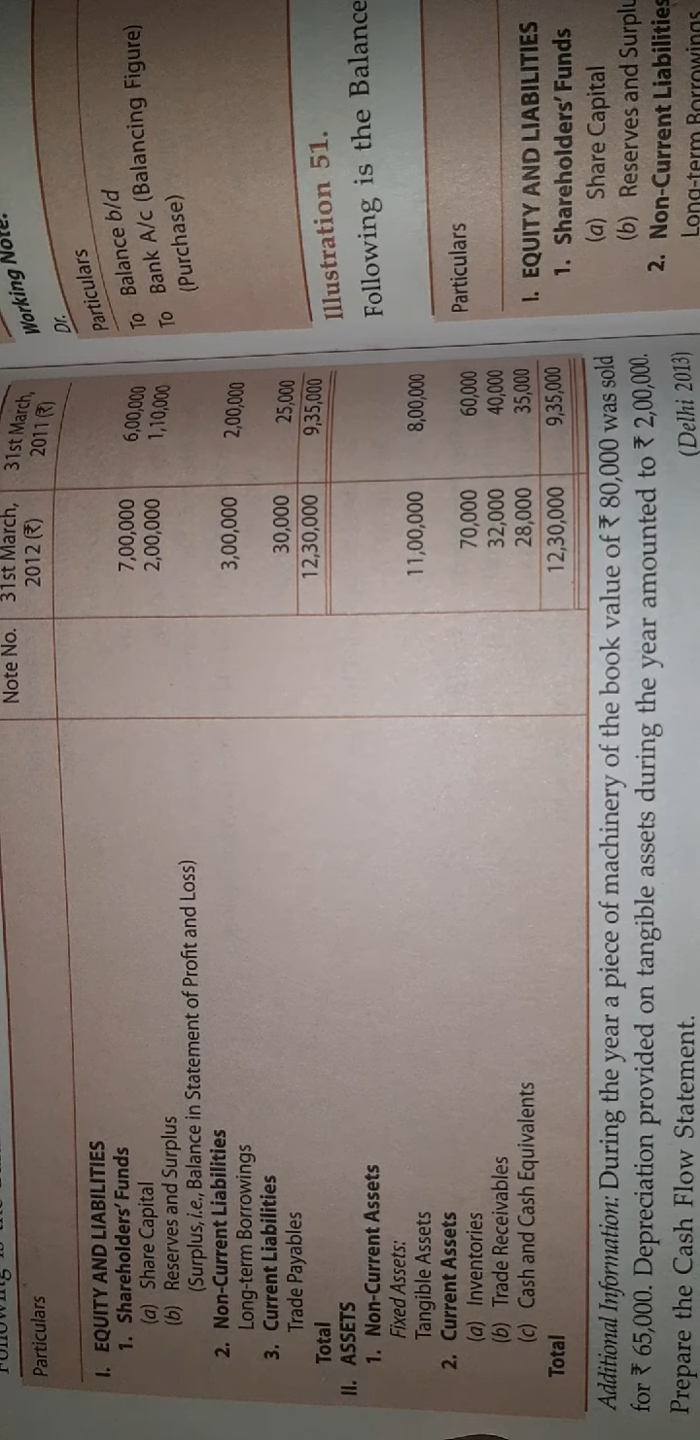 Particulars Note No. 31st March, 2012 (₹) 31st March, 2011 (₹)
I. EQUITY AND LIABILITIES
1. Shareholders' Funds
(a) Share Capital 7,00,000 6,00,000
(b) Reserves and Surplus 2,00,000 1,10,000
(Surplus, i.e., Balance in Statement of Profit and Loss)
2. Non-Current Liabilities
Long-term Borrowings 3,00,000 2,00,000
3. Current Liabilities
Trade Payables 30,000 25,000
Total 12,30,000 9,35,000
II. ASSETS
1. Non-Current Assets
Fixed Assets:
Tangible Assets 11,00,000 8,00,000
2. Current Assets
(a) Inventories 70,000 60,000
(b) Trade Receivables 32,000 40,000
(c) Cash and Cash Equivalents 28,000 35,000
Total 12,30,000 9,35,000
Additional Information: During the year a piece of machinery of the book value of ₹ 80,000 was sold
for ₹ 65,000. Depreciation provided on tangible assets during the year amounted to ₹ 2,00,000.
Prepare the Cash Flow Statement. (Delhi 2013)
Working Note:
Dr.
Particulars
To Balance b/d
To Bank A/c (Balancing Figure)
(Purchase)
Illustration 51.
Following is the Balance
Particulars
I. EQUITY AND LIABILITIES
1. Shareholders' Funds
(a) Share Capital
(b) Reserves and Surplu
2. Non-Current Liabilities
Long-term Borrowings